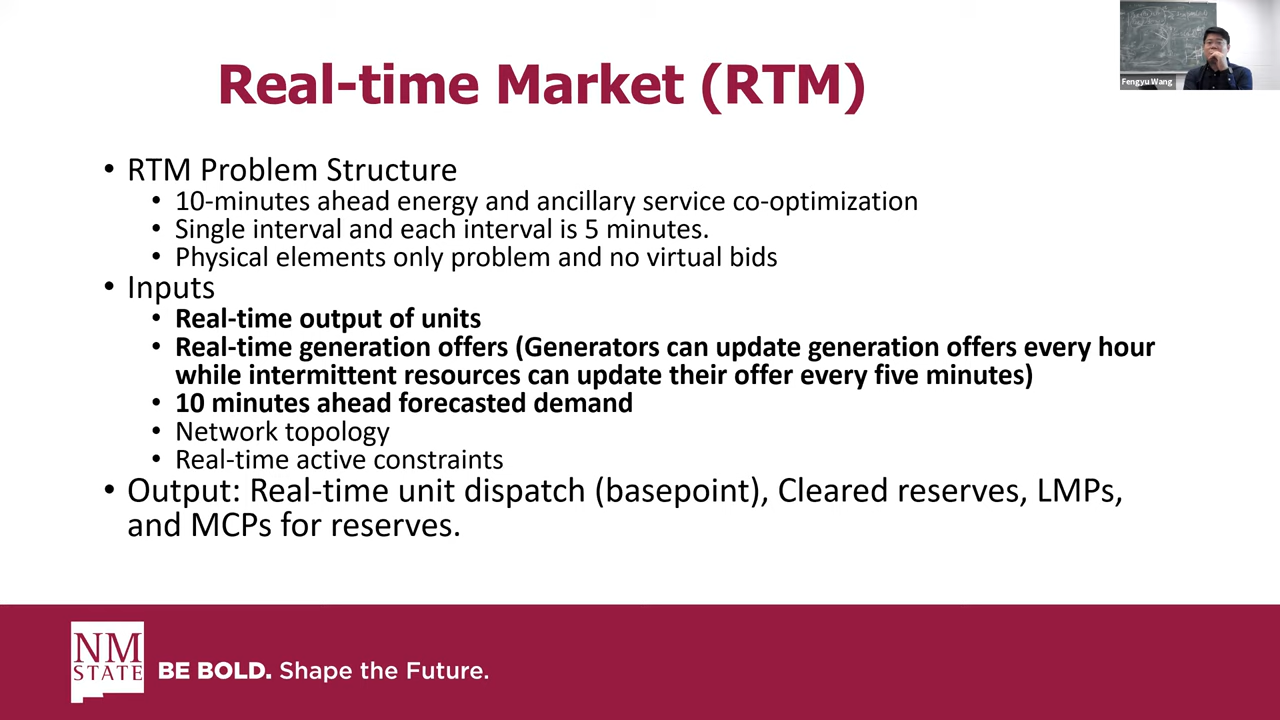 Real-time Market (RTM)
Fengyu Wang
• RTM Problem Structure
• 10-minutes ahead energy and ancillary service co-optimization
• Single interval and each interval is 5 minutes.
• Physical elements only problem and no virtual bids
• Inputs
• Real-time output of units
• Real-time generation offers (Generators can update generation offers every hour
while intermittent resources can update their offer every five minutes)
• 10 minutes ahead forecasted demand
• Network topology
• Real-time active constraints
• Output: Real-time unit dispatch (basepoint), Cleared reserves, LMPs,
and MCPs for reserves.
NM
STATE
BE BOLD. Shape the Future.